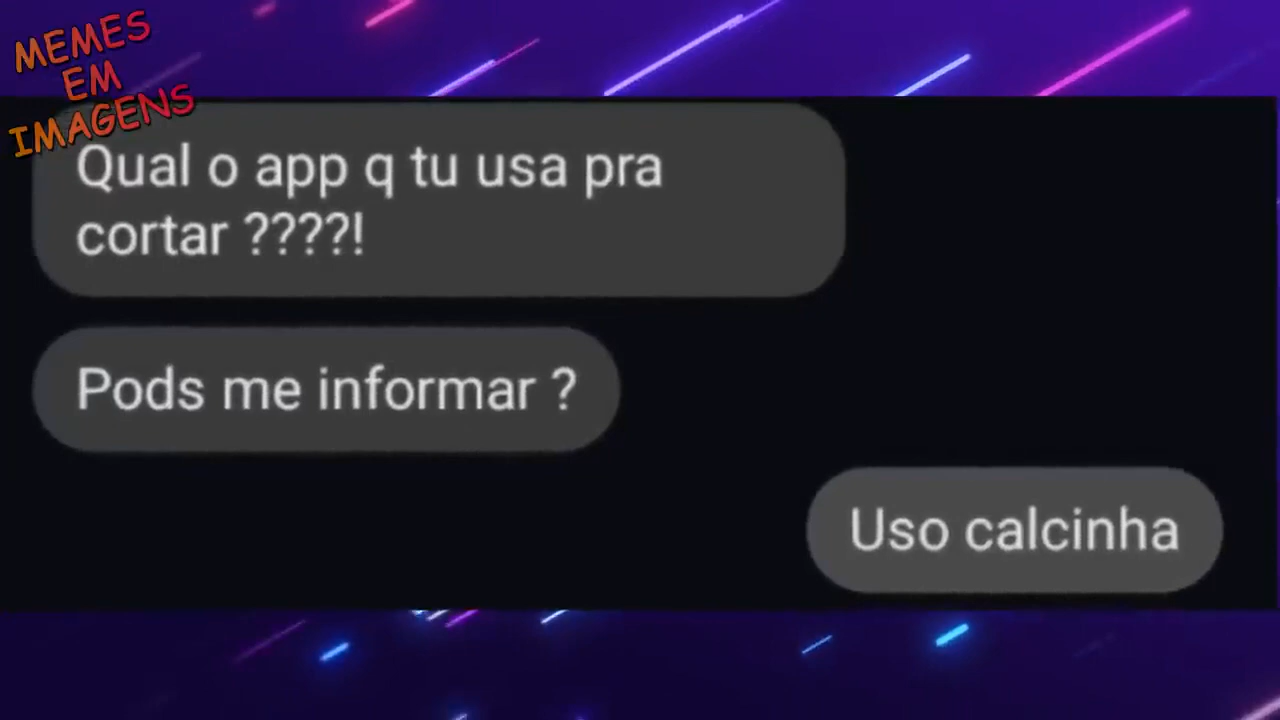 MEMES
EM
IMAGENS
Qual o app q tu usa pra
cortar ????!
Pods me informar ?
Uso calcinha